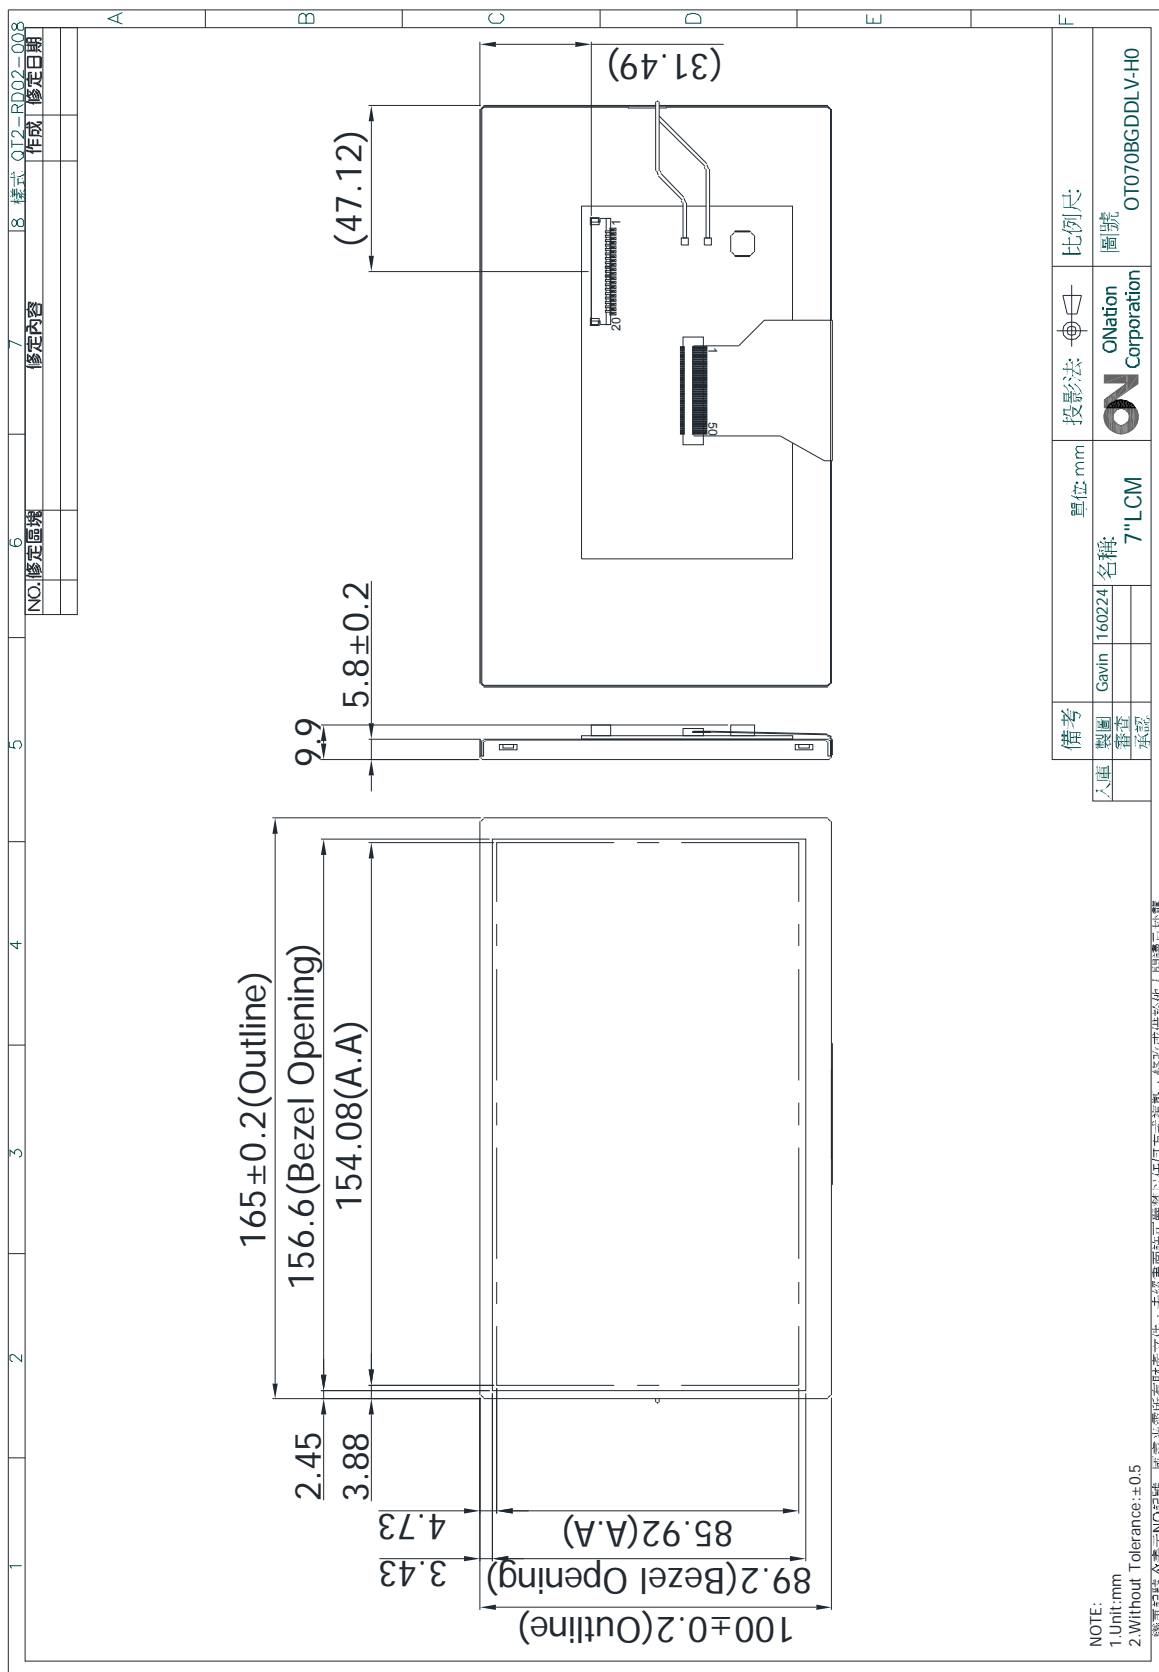 1
2
3
4
5
6
7
8
樣式 QT2-RD02-008
A
B
C
D
E
F
NO. 修定區塊
修定內容
作成
修定日期
165±0.2(Outline)
156.6(Bezel Opening)
154.08(A.A)
2.45
3.88
4.73
3.43
85.92(A.A)
89.2(Bezel Opening)
100±0.2(Outline)
9.9
5.8±0.2
(47.12)
(31.49)
1
20
1
50
備考
單位: mm
投影法:
比例尺:
入庫
製圖
Gavin
160224
審查
承認
名稱:
7"LCM
ON
ONation
Corporation
圖號
OT070BGDDLV-H0
NOTE:
1.Unit:mm
2.Without Tolerance:±0.5